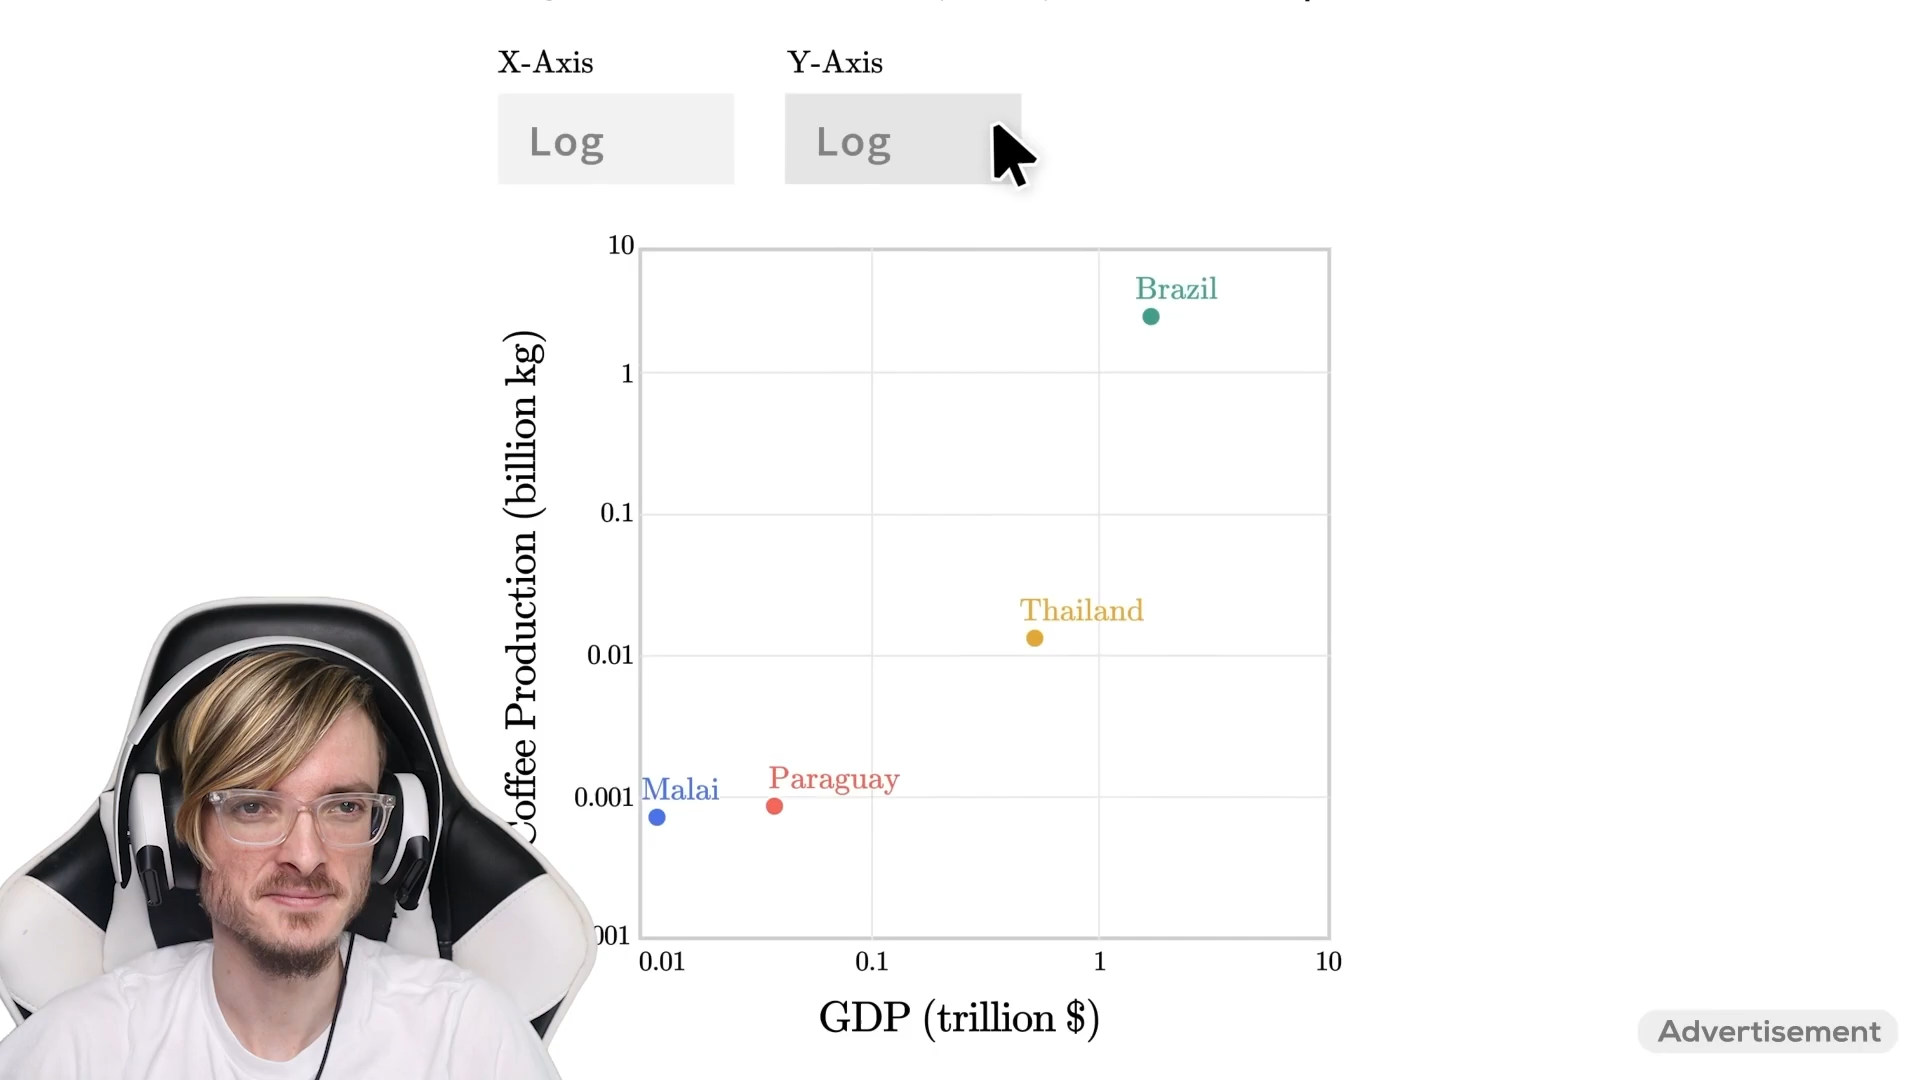 X-Axis
Y-Axis
Log
Log
10
Brazil
1
Coffee Production (billion kg)
0.1
Thailand
0.01
Paraguay
Malai
0.001
001
0.01
0.1
1
10
GDP (trillion $)
Advertisement